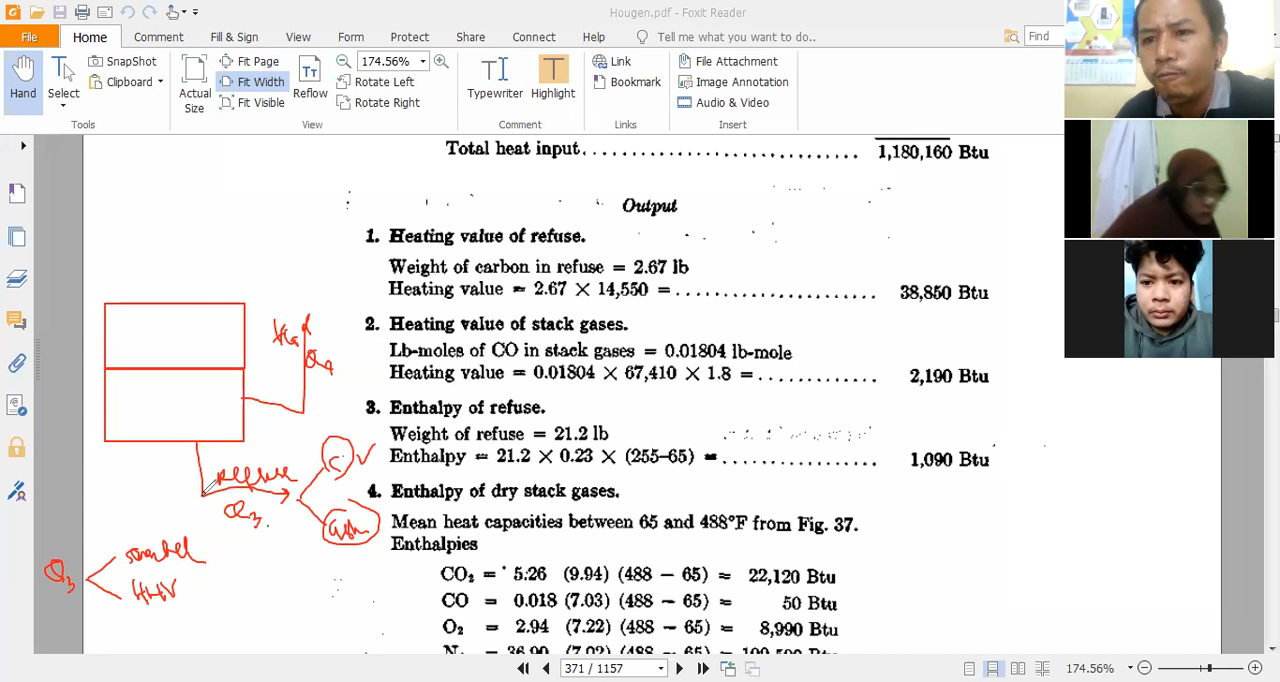 Hougen.pdf - Foxit Reader
File Home Comment Fill & Sign View Form Protect Share Connect Help Tell me what you want to do.. Find
Hand
Select
SnapShot
Clipboard
Actual Size
Fit Page
Fit Width
Fit Visible
Reflow
174.56%
Rotate Left
Rotate Right
Typewriter
Highlight
Link
Bookmark
File Attachment
Image Annotation
Audio & Video
Tools View Comment Links Insert
Total heat input. 1,180,160 Btu
Output
1. Heating value of refuse.
Weight of carbon in refuse = 2.67 lb
Heating value = 2.67 × 14,550 = 38,850 Btu
2. Heating value of stack gases.
Lb-moles of CO in stack gases = 0.01804 lb-mole
Heating value = 0.01804 × 67,410 × 1.8 = 2,190 Btu
3. Enthalpy of refuse.
Weight of refuse = 21.2 lb
Enthalpy = 21.2 × 0.23 × (255–65) = 1,090 Btu
4. Enthalpy of dry stack gases.
Mean heat capacities between 65 and 488°F from Fig. 37.
Enthalpies
CO₂ = 5.26 (9.94) (488 – 65) = 22,120 Btu
CO = 0.018 (7.03) (488 – 65) = 50 Btu
O₂ = 2.94 (7.22) (488 – 65) = 8,990 Btu
refuse
C
Q3
ash
Q3
HHV
371 / 1157
174.56%